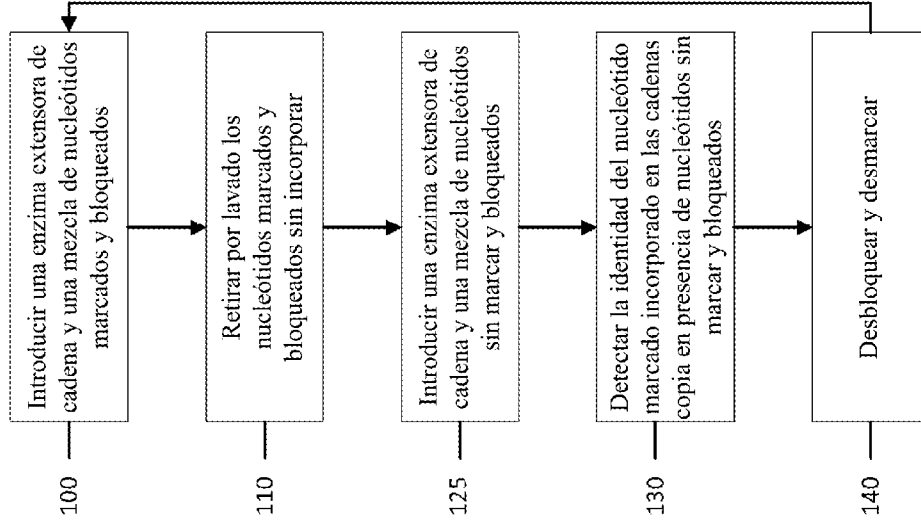 100
Introducir una enzima extensora de
cadena y una mezcla de nucleótidos
marcados y bloqueados
110
Retirar por lavado los
nucleótidos marcados y
bloqueados sin incorporar
125
Introducir una enzima extensora de
cadena y una mezcla de nucleótidos
sin marcar y bloqueados
130
Detectar la identidad del nucleótido
marcado incorporado en las cadenas
copia en presencia de nucleótidos sin
marcar y bloqueados
140
Desbloquear y desmarcar